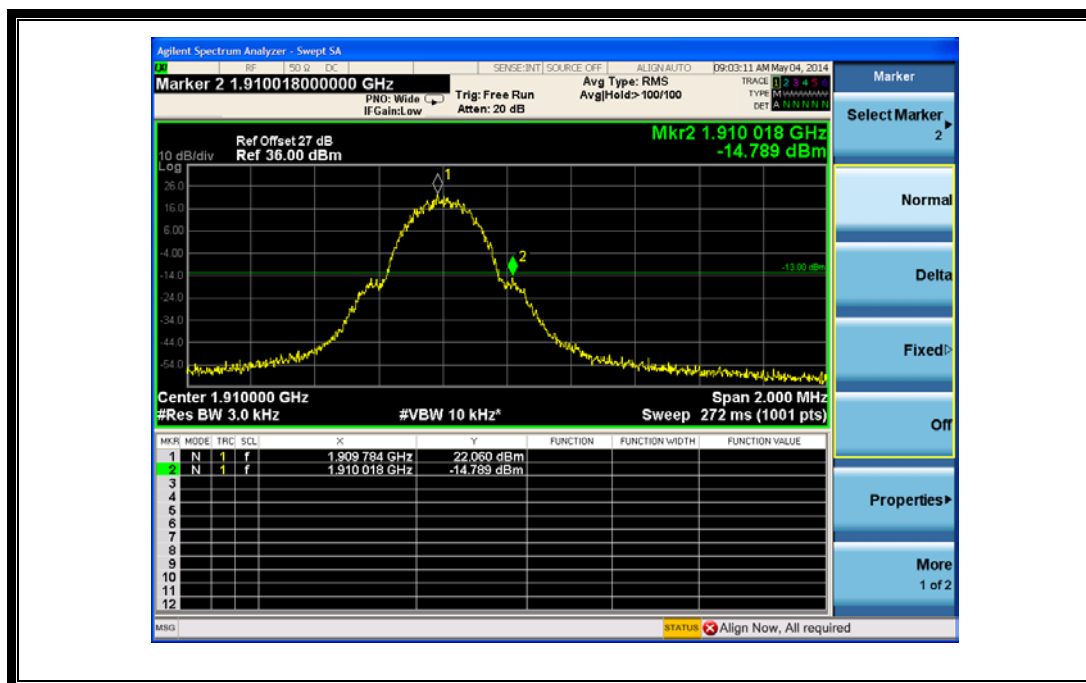 Agilent Spectrum Analyzer - Swept SA
RF 50 Ω DC SENSE:INT SOURCE OFF ALIGN AUTO 09:03:11 AM May 04, 2014
Marker 2 1.910018000000 GHz
PNO: Wide
IFGain:Low
Trig: Free Run
Atten: 20 dB
Avg Type: RMS
Avg|Hold:> 100/100
TRACE 1 2 3 4 5 6
TYPE M
DET A N N N N N
Ref Offset 27 dB
10 dB/div Ref 36.00 dBm
Log
Mkr2 1.910 018 GHz
-14.789 dBm
26.0
16.0
6.00
-4.00
-14.0
-24.0
-34.0
-44.0
-54.0
1
2
-13.00 dBm
Center 1.910000 GHz Span 2.000 MHz
#Res BW 3.0 kHz #VBW 10 kHz* Sweep 272 ms (1001 pts)
MKR MODE TRC SCL X Y FUNCTION FUNCTION WIDTH FUNCTION VALUE
1 N 1 f 1.909 784 GHz 22.060 dBm
2 N 1 f 1.910 018 GHz -14.789 dBm
3
4
5
6
7
8
9
10
11
12
MSG STATUS Align Now, All required
Marker
Select Marker
2
Normal
Delta
Fixed
Off
Properties
More
1 of 2